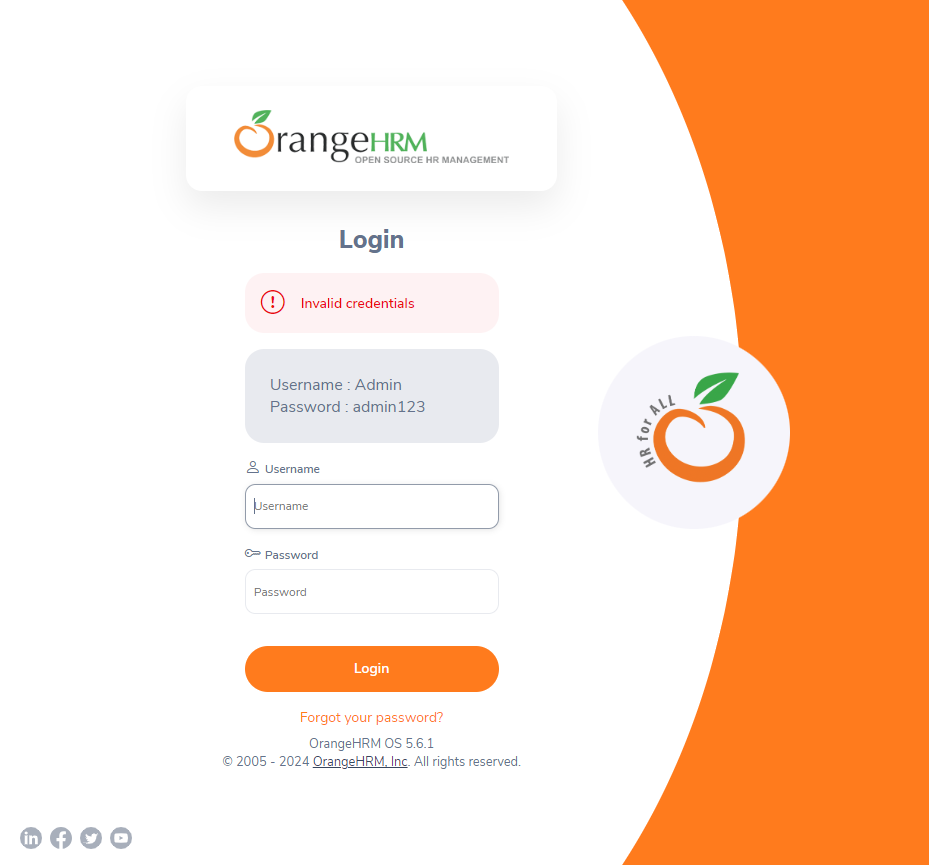 OrangeHRM
OPEN SOURCE HR MANAGEMENT
Login
Invalid credentials
Username : Admin
Password : admin123
Username
Username
Password
Password
Login
Forgot your password?
OrangeHRM OS 5.6.1
© 2005 - 2024 OrangeHRM, Inc. All rights reserved.
HR for ALL